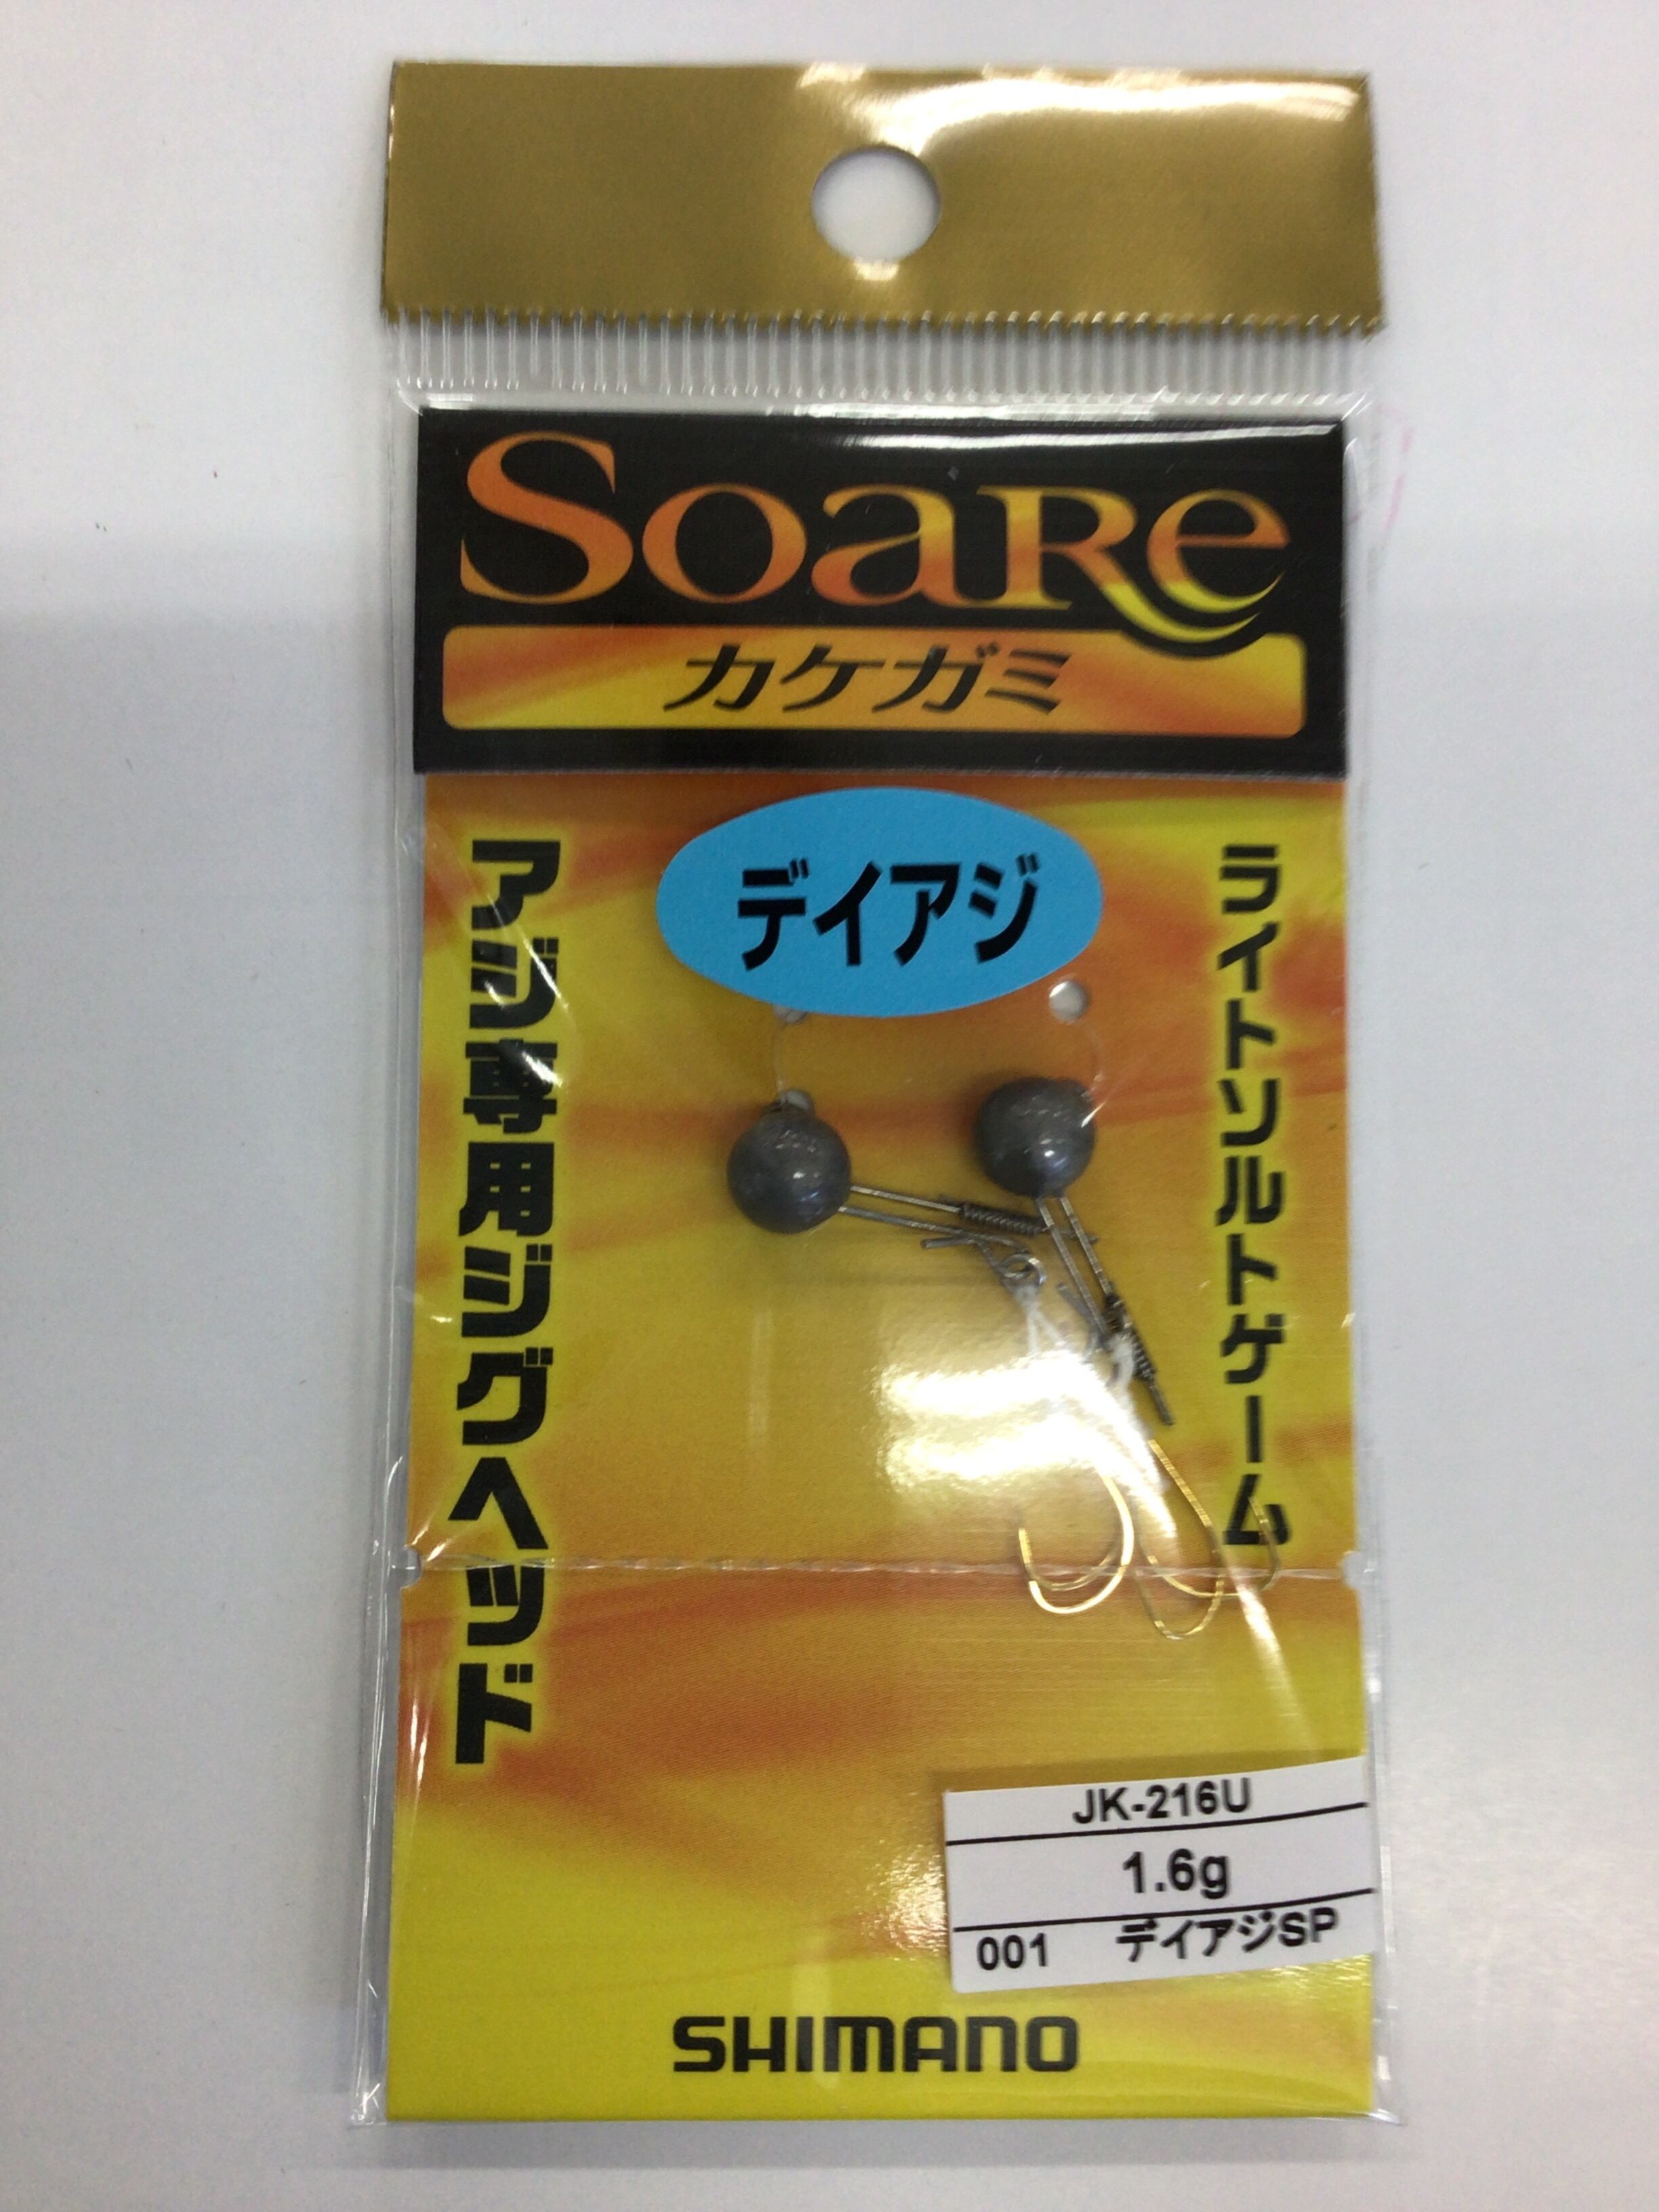 Soare
カケガミ
デイアジ
アジ専用ジグヘッド
ライトソルトゲーム
JK-216U
1.6g
001 デイアジSP
SHIMANO